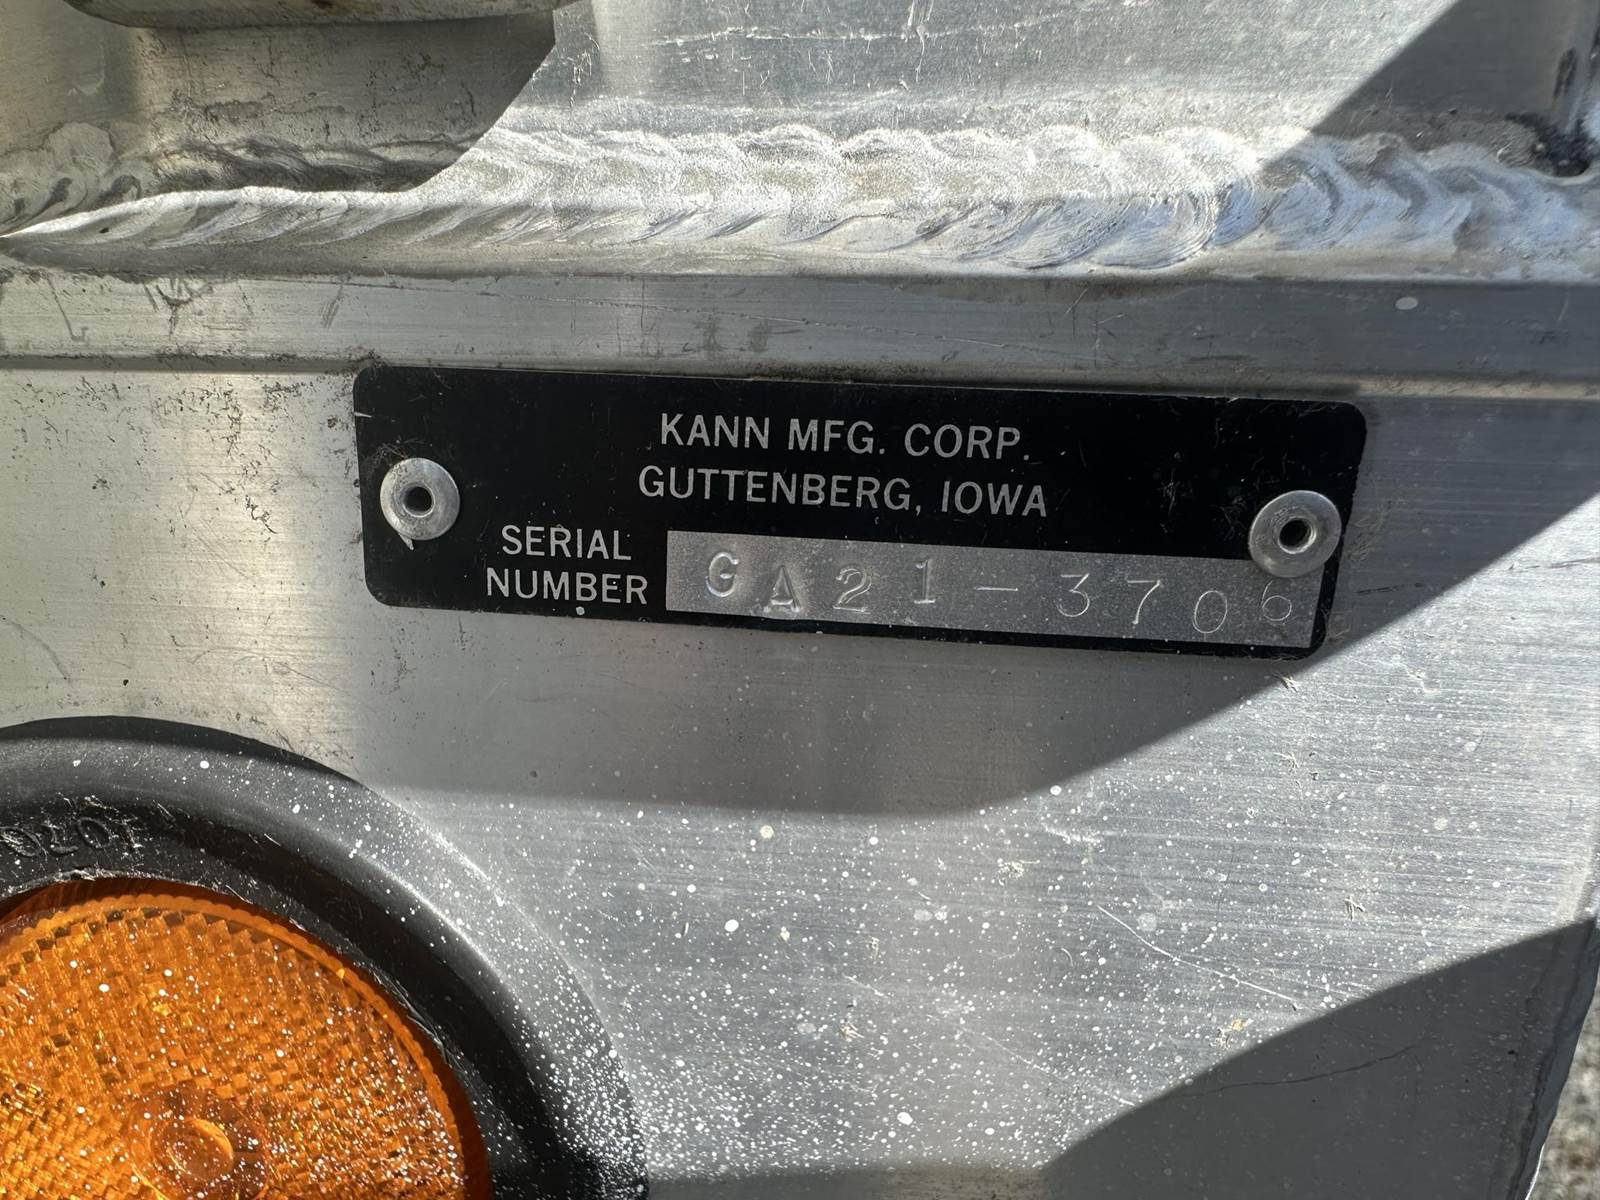 KANN MFG. CORP.
GUTTENBERG, IOWA
SERIAL
NUMBER
GA21-3706